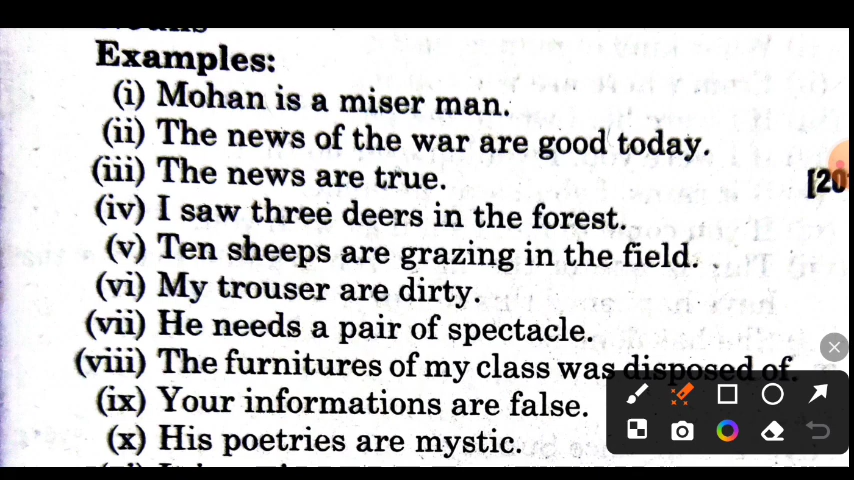 Examples:
(i) Mohan is a miser man.
(ii) The news of the war are good today.
(iii) The news are true.
[20
(iv) I saw three deers in the forest.
(v) Ten sheeps are grazing in the field.
(vi) My trouser are dirty.
(vii) He needs a pair of spectacle.
(viii) The furnitures of my class was disposed of.
(ix) Your informations are false.
(x) His poetries are mystic.